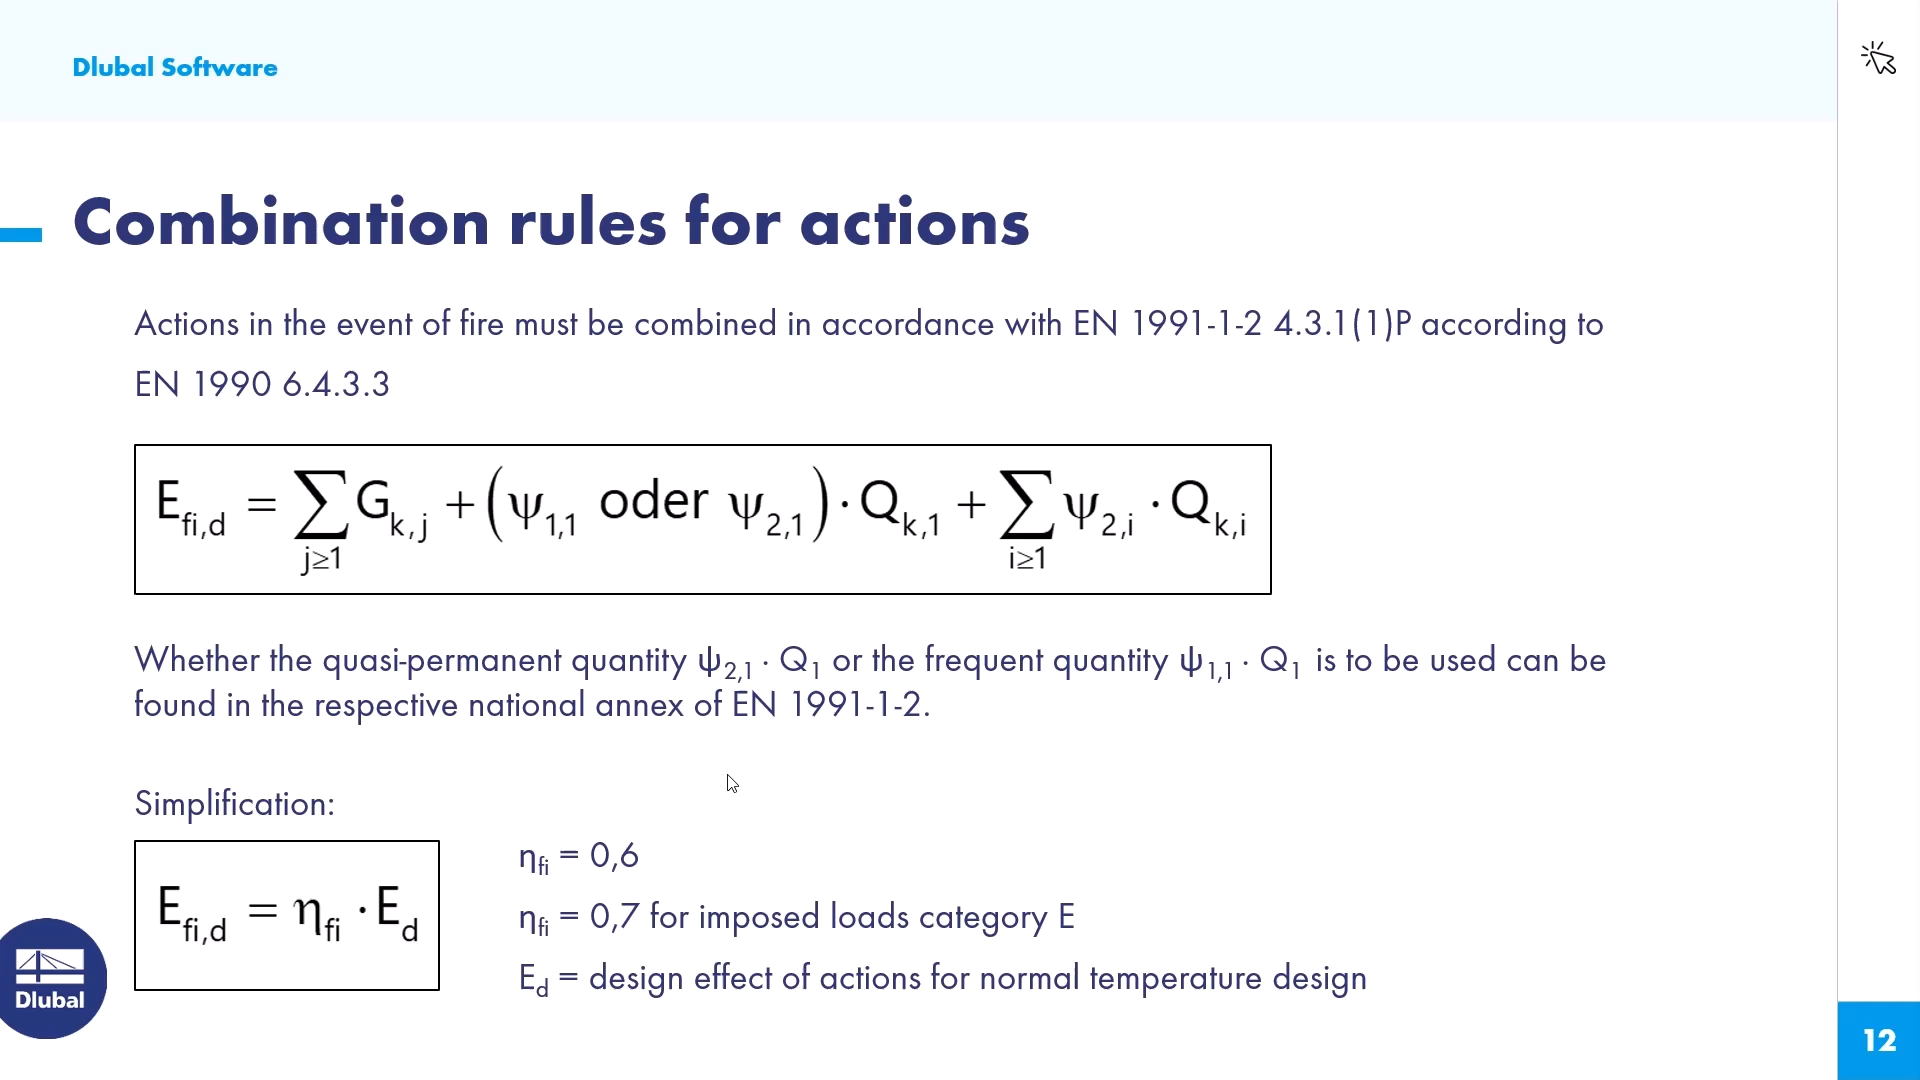 Dlubal Software
Combination rules for actions
Actions in the event of fire must be combined in accordance with EN 1991-1-2 4.3.1(1)P according to
EN 1990 6.4.3.3
E_fi,d = ∑_j≥1 G_k,j + (ψ_1,1 oder ψ_2,1) · Q_k,1 + ∑_i≥1 ψ_2,i · Q_k,i
Whether the quasi-permanent quantity ψ_2,1 · Q_1 or the frequent quantity ψ_1,1 · Q_1 is to be used can be
found in the respective national annex of EN 1991-1-2.
Simplification:
E_fi,d = η_fi · E_d
η_fi = 0,6
η_fi = 0,7 for imposed loads category E
E_d = design effect of actions for normal temperature design
Dlubal
12